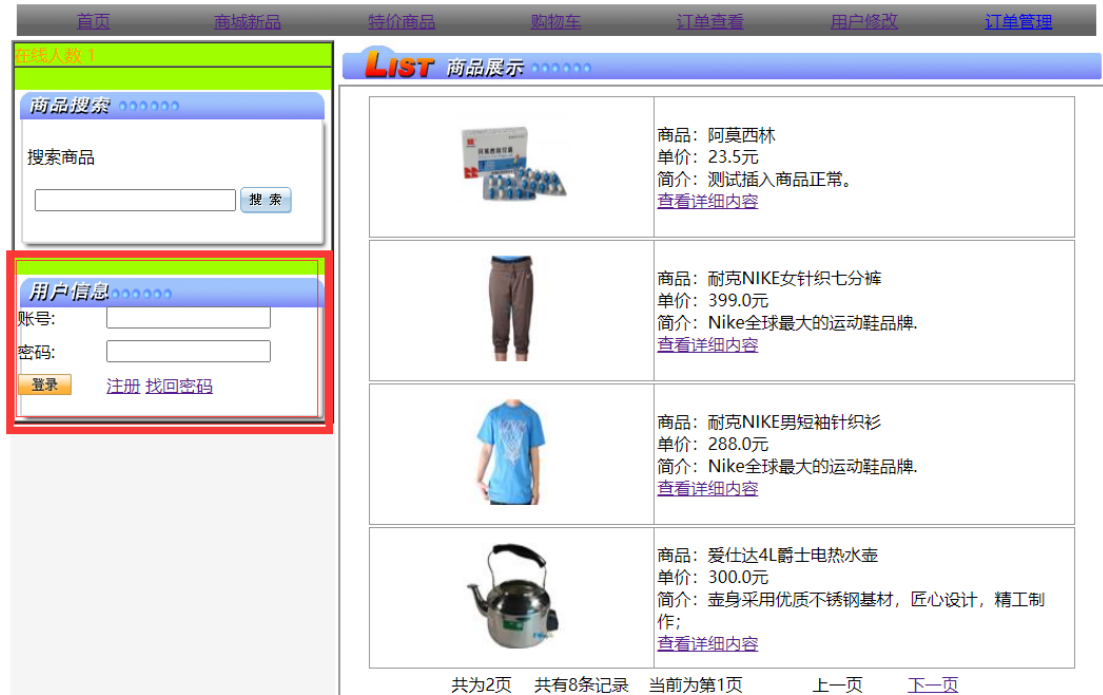 首页 商城新品 特价商品 购物车 订单查看 用户修改 订单管理
在线人数 1
商品搜索
搜索商品
搜 索
用户信息
账号:
密码:
登录 注册 找回密码
LIST 商品展示
商品：阿莫西林
单价：23.5元
简介：测试插入商品正常。
查看详细内容
商品：耐克NIKE女针织七分裤
单价：399.0元
简介：Nike全球最大的运动鞋品牌.
查看详细内容
商品：耐克NIKE男短袖针织衫
单价：288.0元
简介：Nike全球最大的运动鞋品牌.
查看详细内容
商品：爱仕达4L爵士电热水壶
单价：300.0元
简介：壶身采用优质不锈钢基材，匠心设计，精工制
作;
查看详细内容
共为2页 共有8条记录 当前为第1页 上一页 下一页